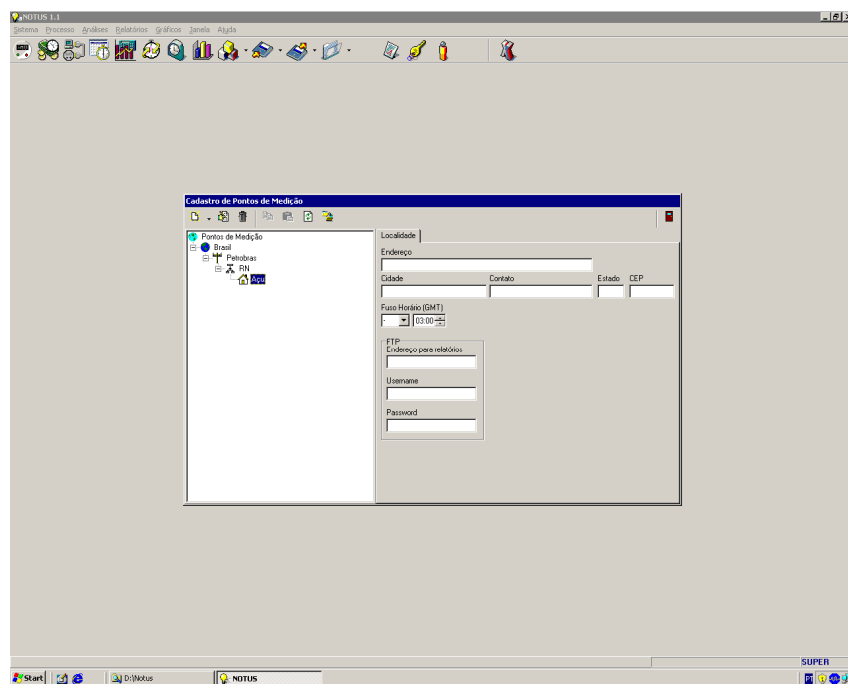 NOTUS 1.1
Sistema Processo Análises Relatórios Gráficos Janela Ajuda
Cadastro de Pontos de Medição
Pontos de Medição
Brasil
Petrobras
RN
Açu
Localidade
Endereço
Cidade Contato Estado CEP
Fuso Horário (GMT)
- 03:00
FTP
Endereço para relatórios
Username
Password
SUPER
Start D:\Notus NOTUS PT